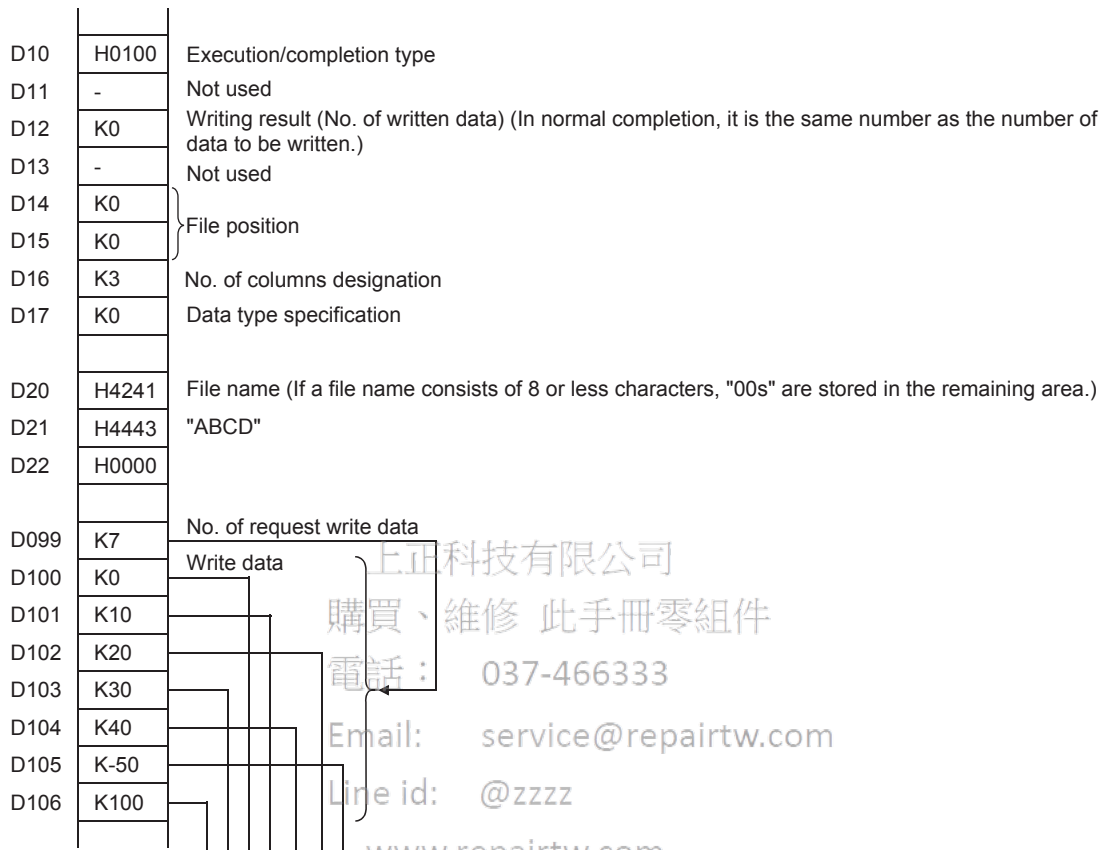 D10 H0100 Execution/completion type
D11 - Not used
D12 K0 Writing result (No. of written data) (In normal completion, it is the same number as the number of
data to be written.)
D13 - Not used
D14 K0
File position
D15 K0
D16 K3 No. of columns designation
D17 K0 Data type specification
D20 H4241 File name (If a file name consists of 8 or less characters, "00s" are stored in the remaining area.)
D21 H4443 "ABCD"
D22 H0000
D099 K7 No. of request write data
D100 K0 Write data
D101 K10
D102 K20
D103 K30
D104 K40
D105 K-50
D106 K100
上正科技有限公司
購買、維修 此手冊零組件
電話: 037-466333
Email: service@repairtw.com
Line id: @zzzz
www.repairtw.com